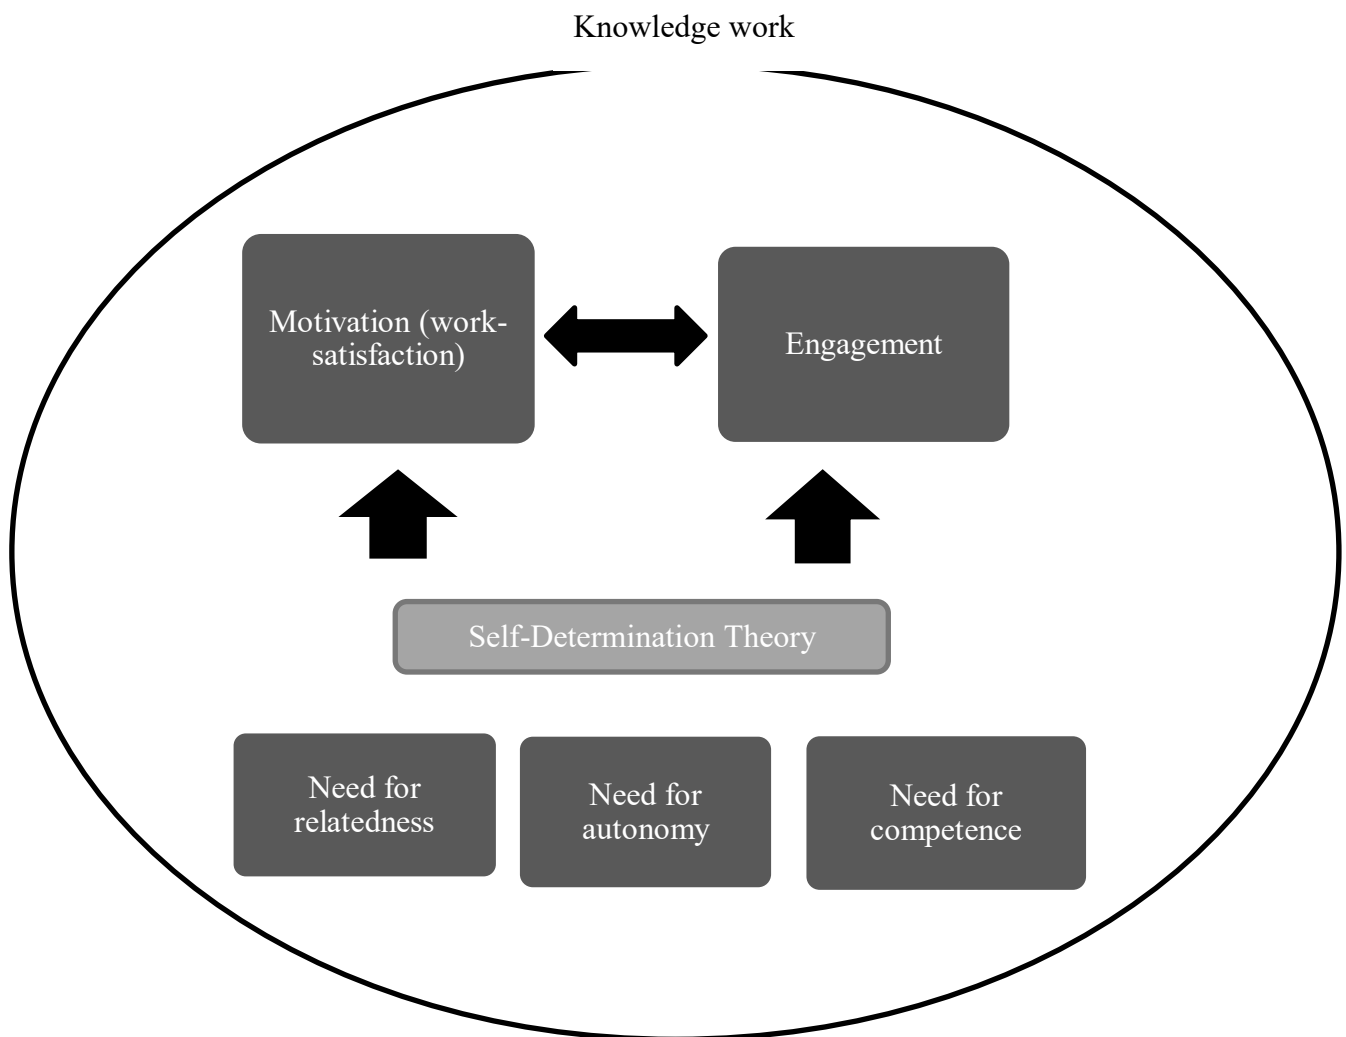 Knowledge work
Motivation (work-
satisfaction)
Engagement
Self-Determination Theory
Need for
relatedness
Need for
autonomy
Need for
competence